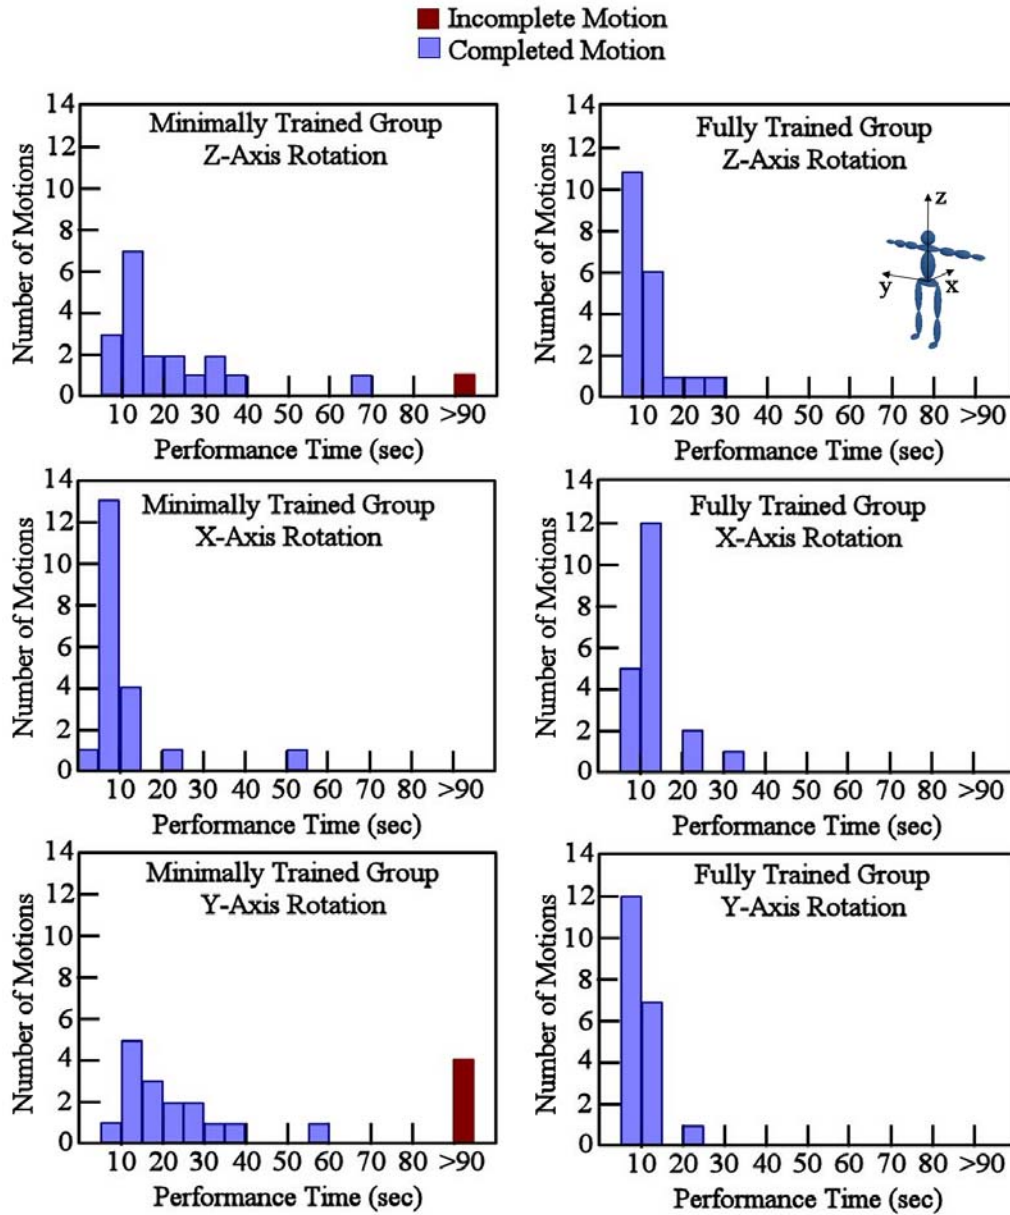 Incomplete Motion
Completed Motion
14
12
10
8
6
4
2
0
Number of Motions
Minimally Trained Group
Z-Axis Rotation
10 20 30 40 50 60 70 80 >90
Performance Time (sec)
14
12
10
8
6
4
2
0
Number of Motions
Fully Trained Group
Z-Axis Rotation
z
y
x
10 20 30 40 50 60 70 80 >90
Performance Time (sec)
14
12
10
8
6
4
2
0
Number of Motions
Minimally Trained Group
X-Axis Rotation
10 20 30 40 50 60 70 80 >90
Performance Time (sec)
14
12
10
8
6
4
2
0
Number of Motions
Fully Trained Group
X-Axis Rotation
10 20 30 40 50 60 70 80 >90
Performance Time (sec)
14
12
10
8
6
4
2
0
Number of Motions
Minimally Trained Group
Y-Axis Rotation
10 20 30 40 50 60 70 80 >90
Performance Time (sec)
14
12
10
8
6
4
2
0
Number of Motions
Fully Trained Group
Y-Axis Rotation
10 20 30 40 50 60 70 80 >90
Performance Time (sec)